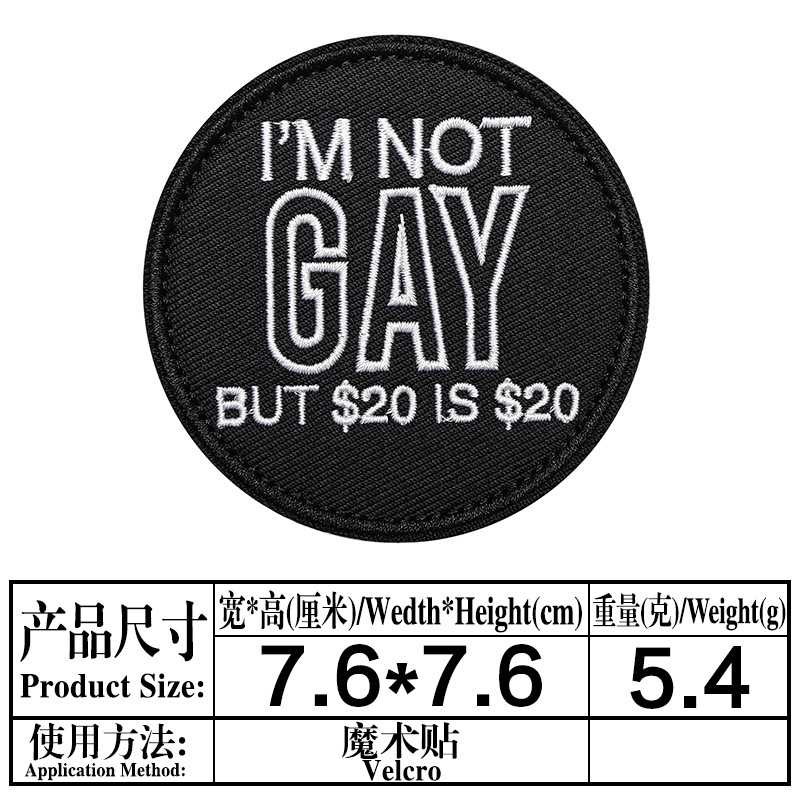 I'M NOT
GAY
BUT $20 IS $20
产品尺寸
Product Size:
宽*高(厘米)/Wedth*Height(cm)
重量(克)/Weight(g)
7.6*7.6
5.4
使用方法:
Application Method:
魔术贴
Velcro